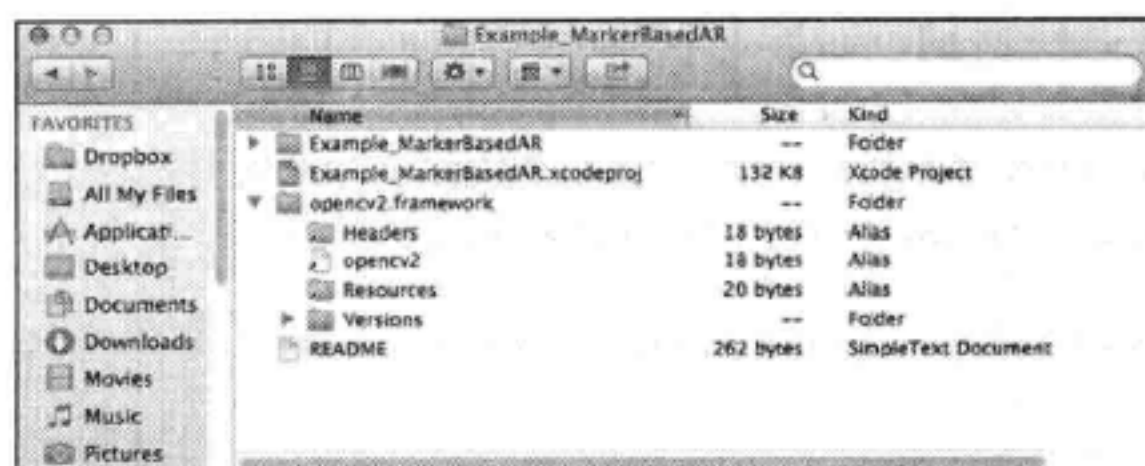 Example_MarkerBasedAR
FAVORITES
Dropbox
All My Files
Applicati...
Desktop
Documents
Downloads
Movies
Music
Pictures
Name Size Kind
Example_MarkerBasedAR -- Folder
Example_MarkerBasedAR.xcodeproj 132 KB Xcode Project
opencv2.framework -- Folder
Headers 18 bytes Alias
opencv2 18 bytes Alias
Resources 20 bytes Alias
Versions -- Folder
README 262 bytes SimpleText Document